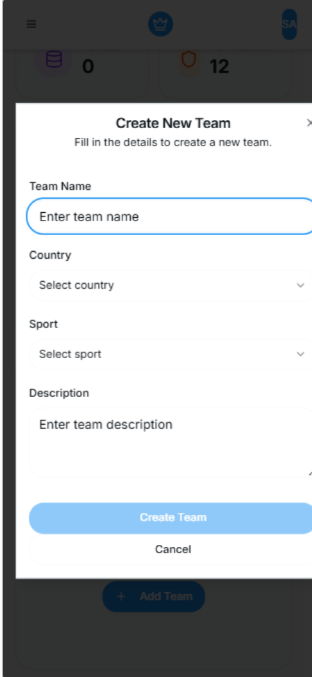 SA
0
12
Create New Team
Fill in the details to create a new team.
Team Name
Enter team name
Country
Select country
Sport
Select sport
Description
Enter team description
Create Team
Cancel
+ Add Team